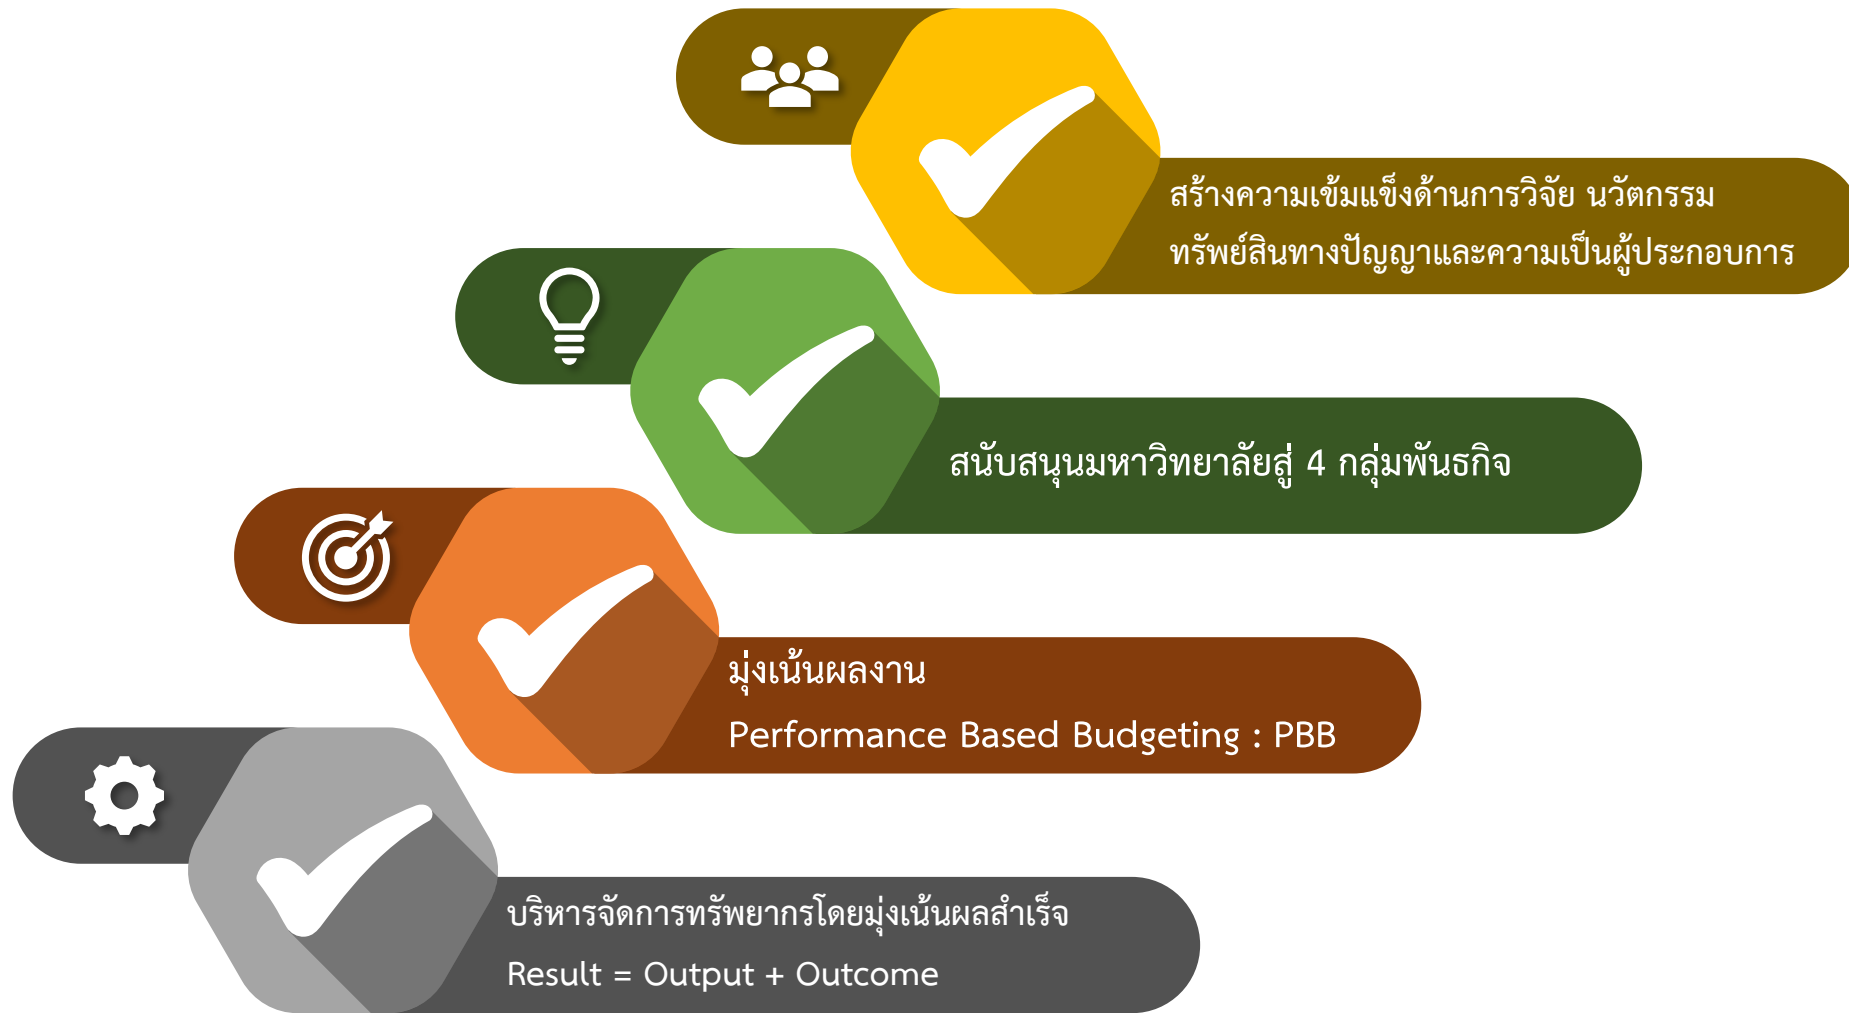 สร้างความเข้มแข็งด้านการวิจัย นวัตกรรม
ทรัพย์สินทางปัญญาและความเป็นผู้ประกอบการ
สนับสนุนมหาวิทยาลัยสู่ 4 กลุ่มพันธกิจ
มุ่งเน้นผลงาน
Performance Based Budgeting : PBB
บริหารจัดการทรัพยากรโดยมุ่งเน้นผลสำเร็จ
Result = Output + Outcome